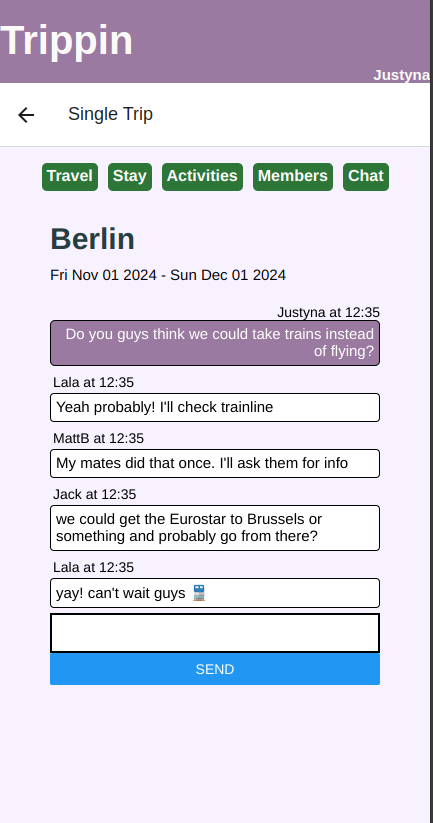 Trippin
Justyna
Single Trip
Travel Stay Activities Members Chat
Berlin
Fri Nov 01 2024 - Sun Dec 01 2024
Justyna at 12:35
Do you guys think we could take trains instead
of flying?
Lala at 12:35
Yeah probably! I'll check trainline
MattB at 12:35
My mates did that once. I'll ask them for info
Jack at 12:35
we could get the Eurostar to Brussels or
something and probably go from there?
Lala at 12:35
yay! can't wait guys 🚆
SEND